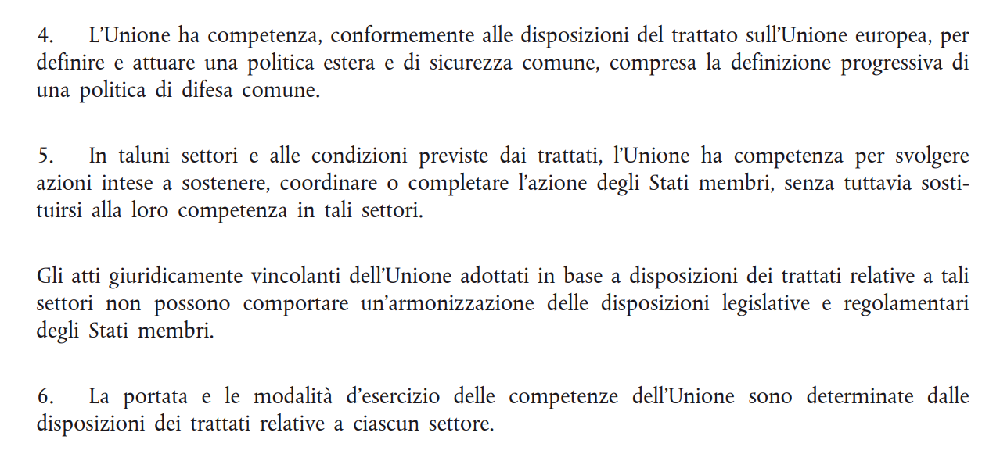 4. L’Unione ha competenza, conformemente alle disposizioni del trattato sull’Unione europea, per
definire e attuare una politica estera e di sicurezza comune, compresa la definizione progressiva di
una politica di difesa comune.
5. In taluni settori e alle condizioni previste dai trattati, l’Unione ha competenza per svolgere
azioni intese a sostenere, coordinare o completare l’azione degli Stati membri, senza tuttavia sosti-
tuirsi alla loro competenza in tali settori.
Gli atti giuridicamente vincolanti dell’Unione adottati in base a disposizioni dei trattati relative a tali
settori non possono comportare un’armonizzazione delle disposizioni legislative e regolamentari
degli Stati membri.
6. La portata e le modalità d’esercizio delle competenze dell’Unione sono determinate dalle
disposizioni dei trattati relative a ciascun settore.